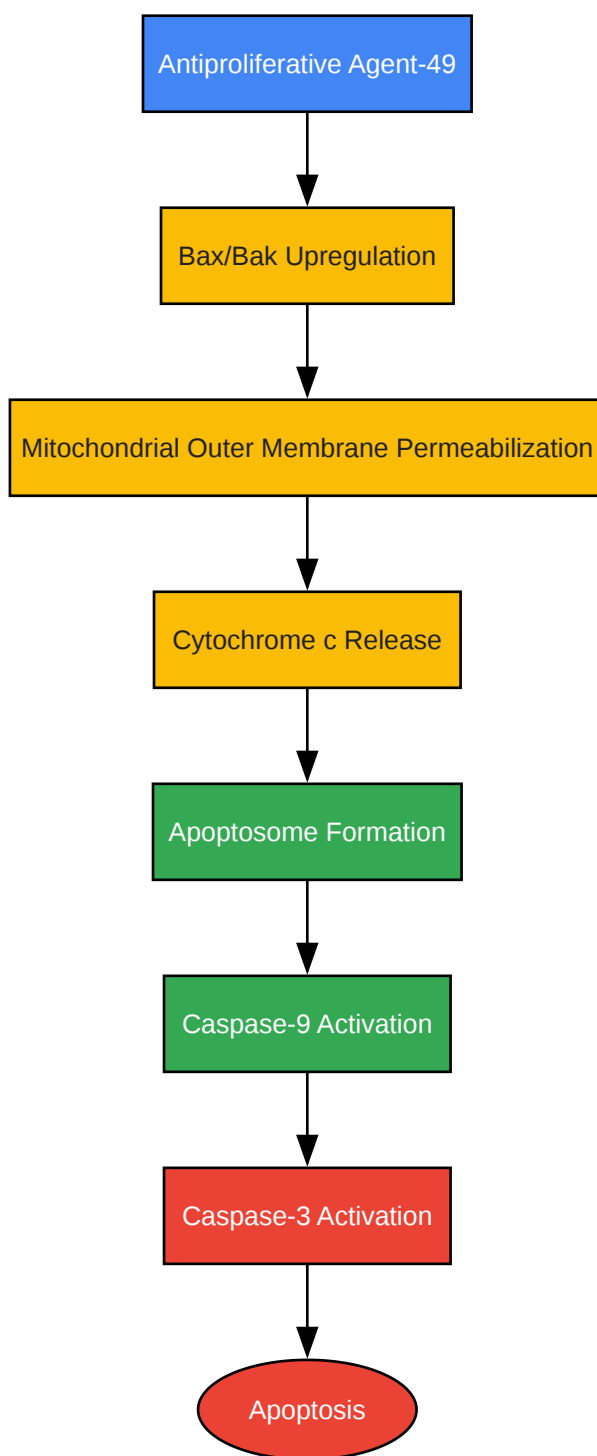 Antiproliferative Agent-49
Bax/Bak Upregulation
Mitochondrial Outer Membrane Permeabilization
Cytochrome c Release
Apoptosome Formation
Caspase-9 Activation
Caspase-3 Activation
Apoptosis